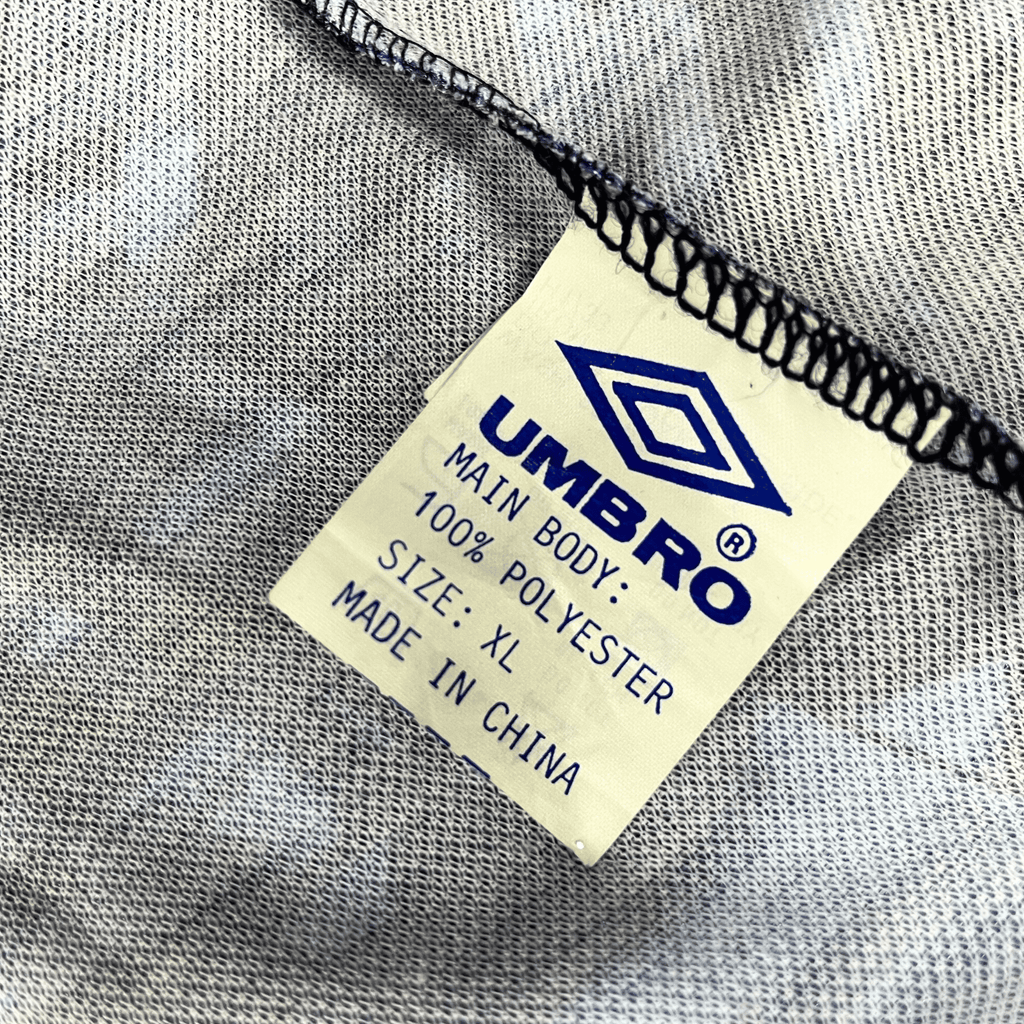 UMBRO®
MAIN BODY:
100% POLYESTER
SIZE: XL
MADE IN CHINA